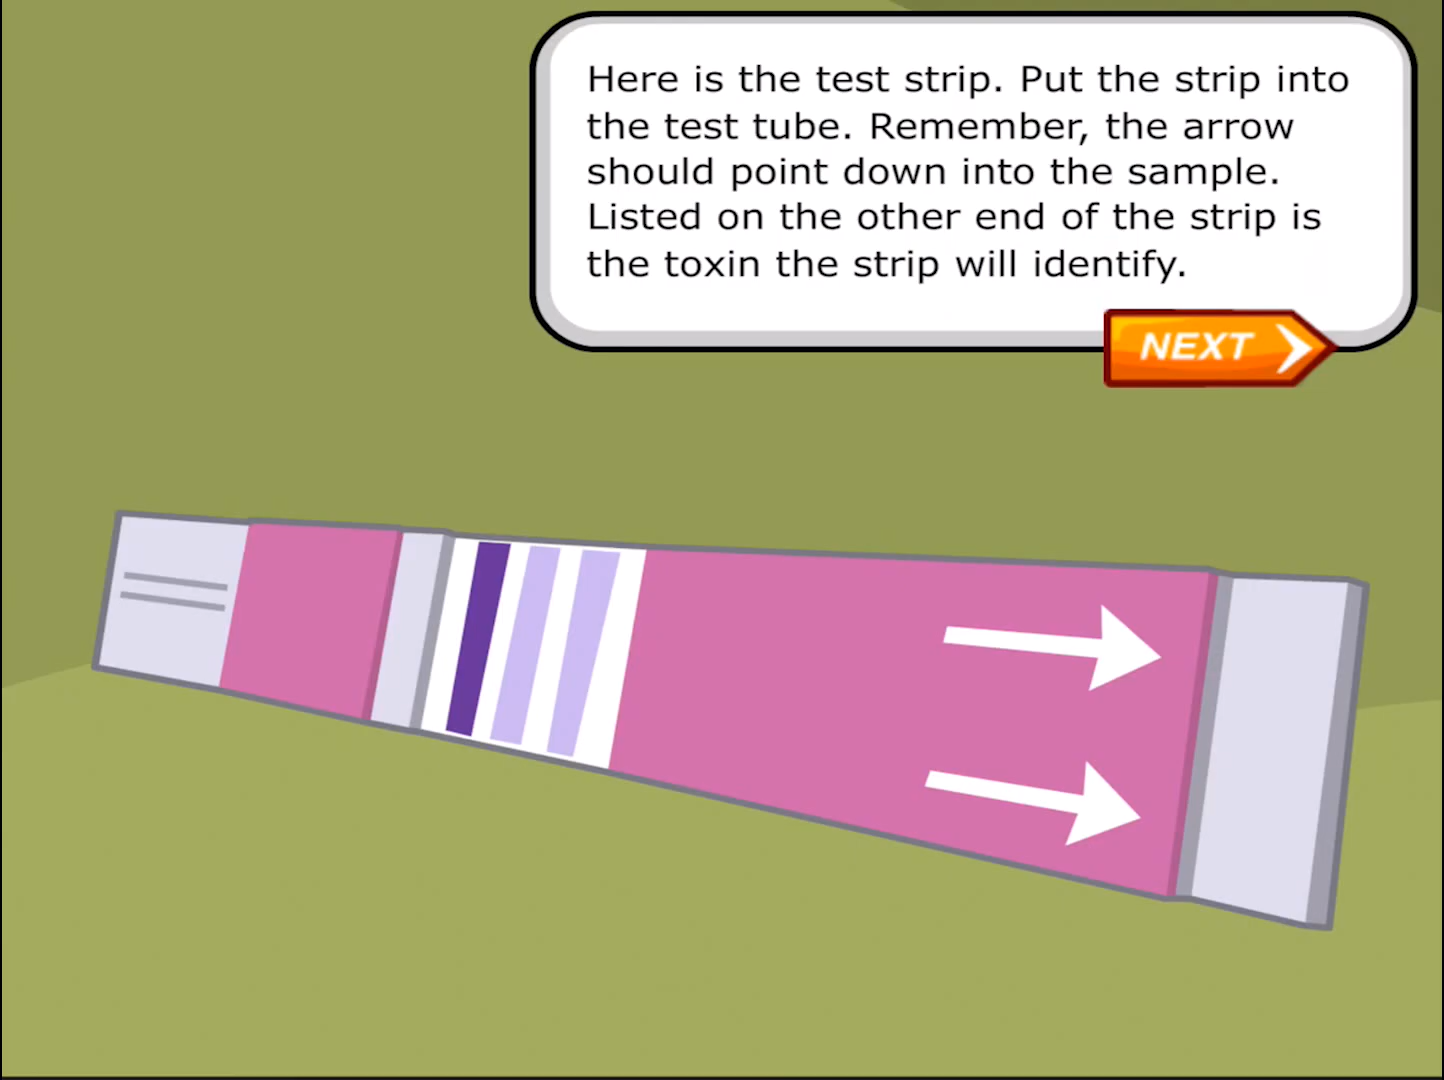 Here is the test strip. Put the strip into
the test tube. Remember, the arrow
should point down into the sample.
Listed on the other end of the strip is
the toxin the strip will identify.
NEXT